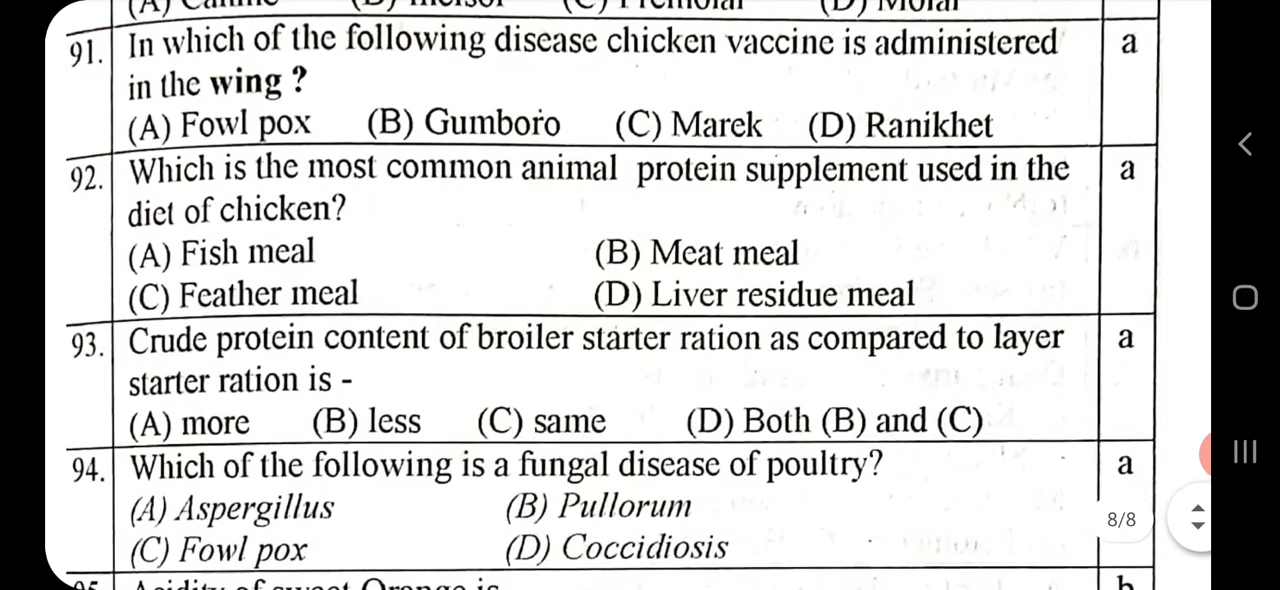 91. In which of the following disease chicken vaccine is administered a
in the wing ?
(A) Fowl pox (B) Gumboro (C) Marek (D) Ranikhet
92. Which is the most common animal protein supplement used in the a
diet of chicken?
(A) Fish meal (B) Meat meal
(C) Feather meal (D) Liver residue meal
93. Crude protein content of broiler starter ration as compared to layer a
starter ration is -
(A) more (B) less (C) same (D) Both (B) and (C)
94. Which of the following is a fungal disease of poultry? a
(A) Aspergillus (B) Pullorum
8/8
(C) Fowl pox (D) Coccidiosis